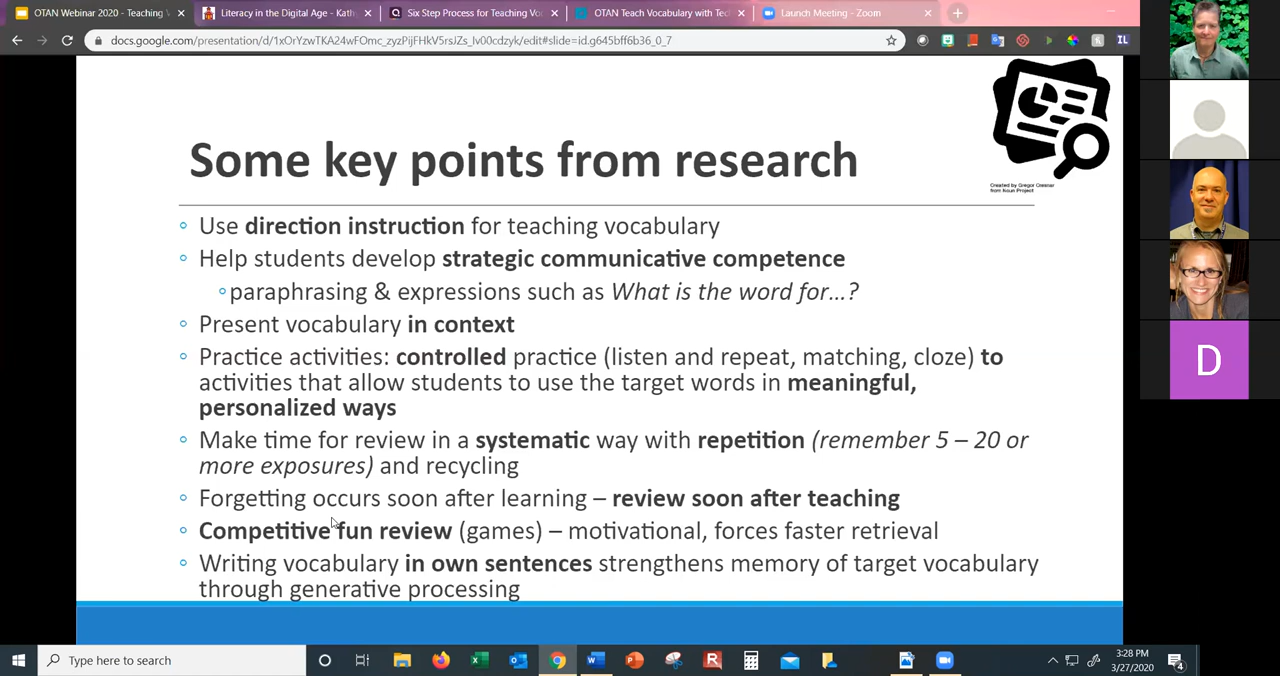 OTAN Webinar 2020 - Teaching V
Literacy in the Digital Age - Kath
Six Step Process for Teaching Vo
OTAN Teach Vocabulary with Tec
Launch Meeting - Zoom
docs.google.com/presentation/d/1xOrYzwTKA24wFOmc_zyzPijFHkV5rsJZs_lv00cdzyk/edit#slide=id.g645bff6b36_0_7
IL
Created by Gregor Cresnar
from Noun Project
Some key points from research
Use direction instruction for teaching vocabulary
Help students develop strategic communicative competence
paraphrasing & expressions such as What is the word for…?
Present vocabulary in context
Practice activities: controlled practice (listen and repeat, matching, cloze) to
activities that allow students to use the target words in meaningful,
personalized ways
Make time for review in a systematic way with repetition (remember 5 – 20 or
more exposures) and recycling
Forgetting occurs soon after learning – review soon after teaching
Competitive fun review (games) – motivational, forces faster retrieval
Writing vocabulary in own sentences strengthens memory of target vocabulary
through generative processing
D
Type here to search
3:28 PM
3/27/2020
4